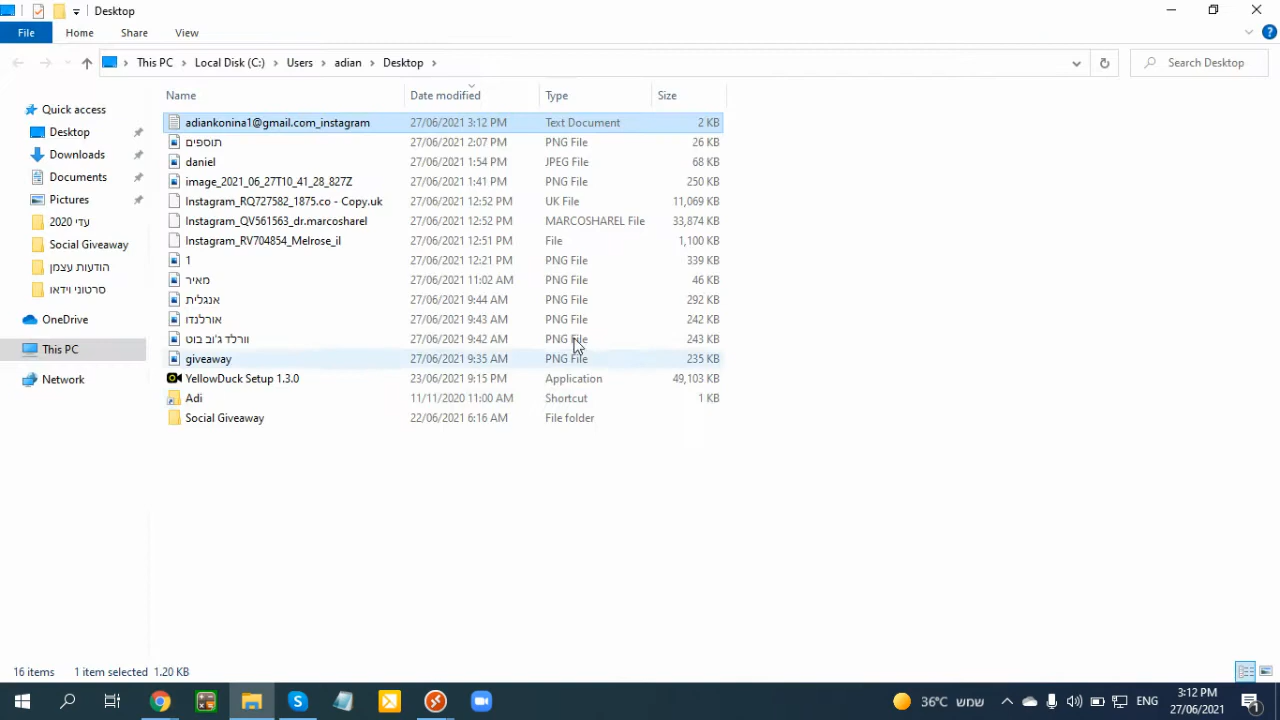 Desktop
File Home Share View
This PC Local Disk (C:) Users adian Desktop Search Desktop
Name Date modified Type Size
Quick access
Desktop
Downloads
Documents
Pictures
עדי 2020
Social Giveaway
הודעות עצמן
סרטוני וידאו
OneDrive
This PC
Network
adiankonina1@gmail.com_instagram 27/06/2021 3:12 PM Text Document 2 KB
תוספים 27/06/2021 2:07 PM PNG File 26 KB
daniel 27/06/2021 1:54 PM JPEG File 68 KB
image_2021_06_27T10_41_28_827Z 27/06/2021 1:41 PM PNG File 250 KB
Instagram_RQ727582_1875.co - Copy.uk 27/06/2021 12:52 PM UK File 11,069 KB
Instagram_QV561563_dr.marcosharel 27/06/2021 12:52 PM MARCOSHAREL File 33,874 KB
Instagram_RV704854_Melrose_il 27/06/2021 12:51 PM File 1,100 KB
1 27/06/2021 12:21 PM PNG File 339 KB
מאיר 27/06/2021 11:02 AM PNG File 46 KB
אנגלית 27/06/2021 9:44 AM PNG File 292 KB
אורלנדו 27/06/2021 9:43 AM PNG File 242 KB
וורלד ג'וב בוט 27/06/2021 9:42 AM PNG File 243 KB
giveaway 27/06/2021 9:35 AM PNG File 235 KB
YellowDuck Setup 1.3.0 23/06/2021 9:15 PM Application 49,103 KB
Adi 11/11/2020 11:00 AM Shortcut 1 KB
Social Giveaway 22/06/2021 6:16 AM File folder
16 items 1 item selected 1.20 KB
36°C שמש ENG 3:12 PM
27/06/2021